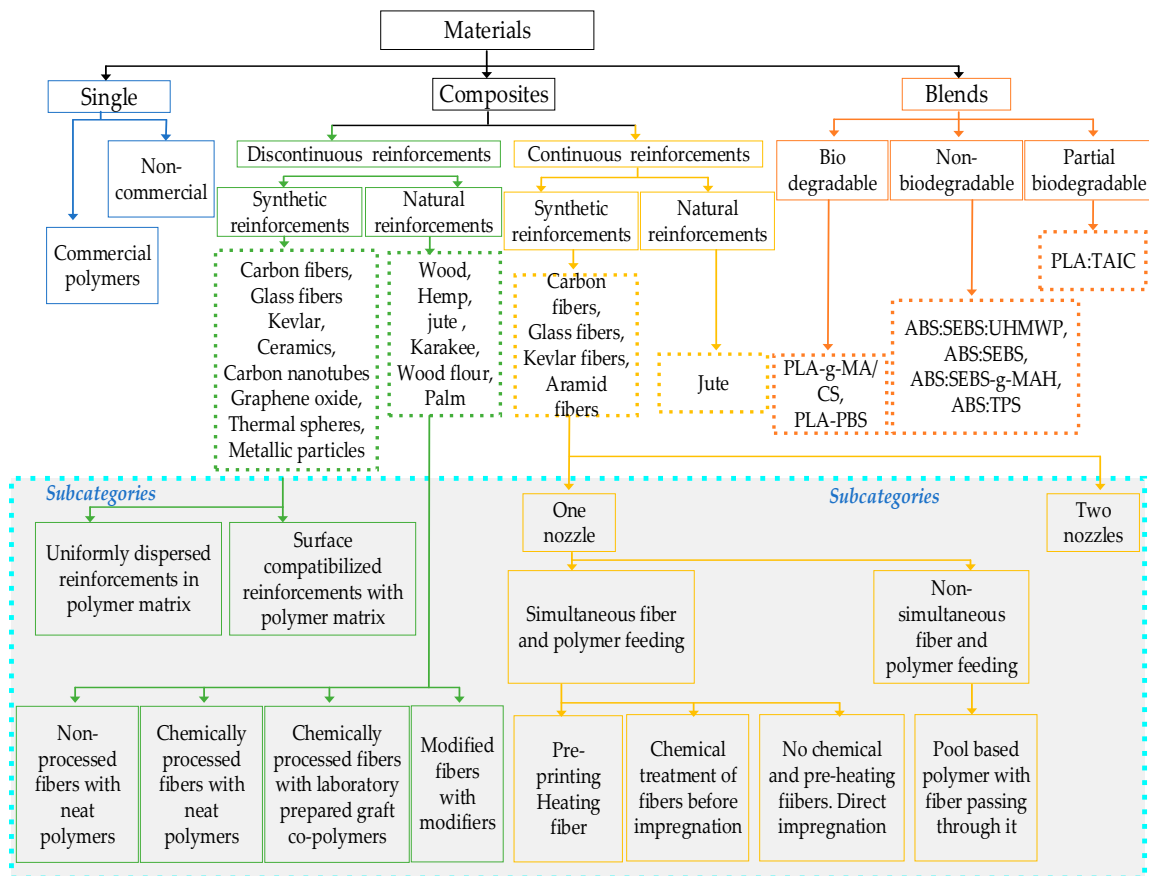 Materials
Single
Composites
Blends
Non-
commercial
Commercial
polymers
Discontinuous reinforcements
Continuous reinforcements
Synthetic
reinforcements
Natural
reinforcements
Synthetic
reinforcements
Natural
reinforcements
Bio
degradable
Non-
biodegradable
Partial
biodegradable
Carbon fibers,
Glass fibers
Kevlar,
Ceramics,
Carbon nanotubes
Graphene oxide,
Thermal spheres,
Metallic particles
Wood,
Hemp,
jute ,
Karakee,
Wood flour,
Palm
Carbon
fibers,
Glass fibers,
Kevlar fibers,
Aramid
fibers
Jute
PLA-g-MA/
CS,
PLA-PBS
ABS:SEBS:UHMWP,
ABS:SEBS,
ABS:SEBS-g-MAH,
ABS:TPS
PLA:TAIC
Subcategories
Subcategories
Uniformly dispersed
reinforcements in
polymer matrix
Surface
compatibilized
reinforcements with
polymer matrix
One
nozzle
Two
nozzles
Simultaneous fiber
and polymer feeding
Non-
simultaneous
fiber and
polymer feeding
Non-
processed
fibers with
neat
polymers
Chemically
processed
fibers with
neat
polymers
Chemically
processed fibers
with laboratory
prepared graft
co-polymers
Modified
fibers
with
modifiers
Pre-
printing
Heating
fiber
Chemical
treatment of
fibers before
impregnation
No chemical
and pre-heating
fiibers. Direct
impregnation
Pool based
polymer with
fiber passing
through it